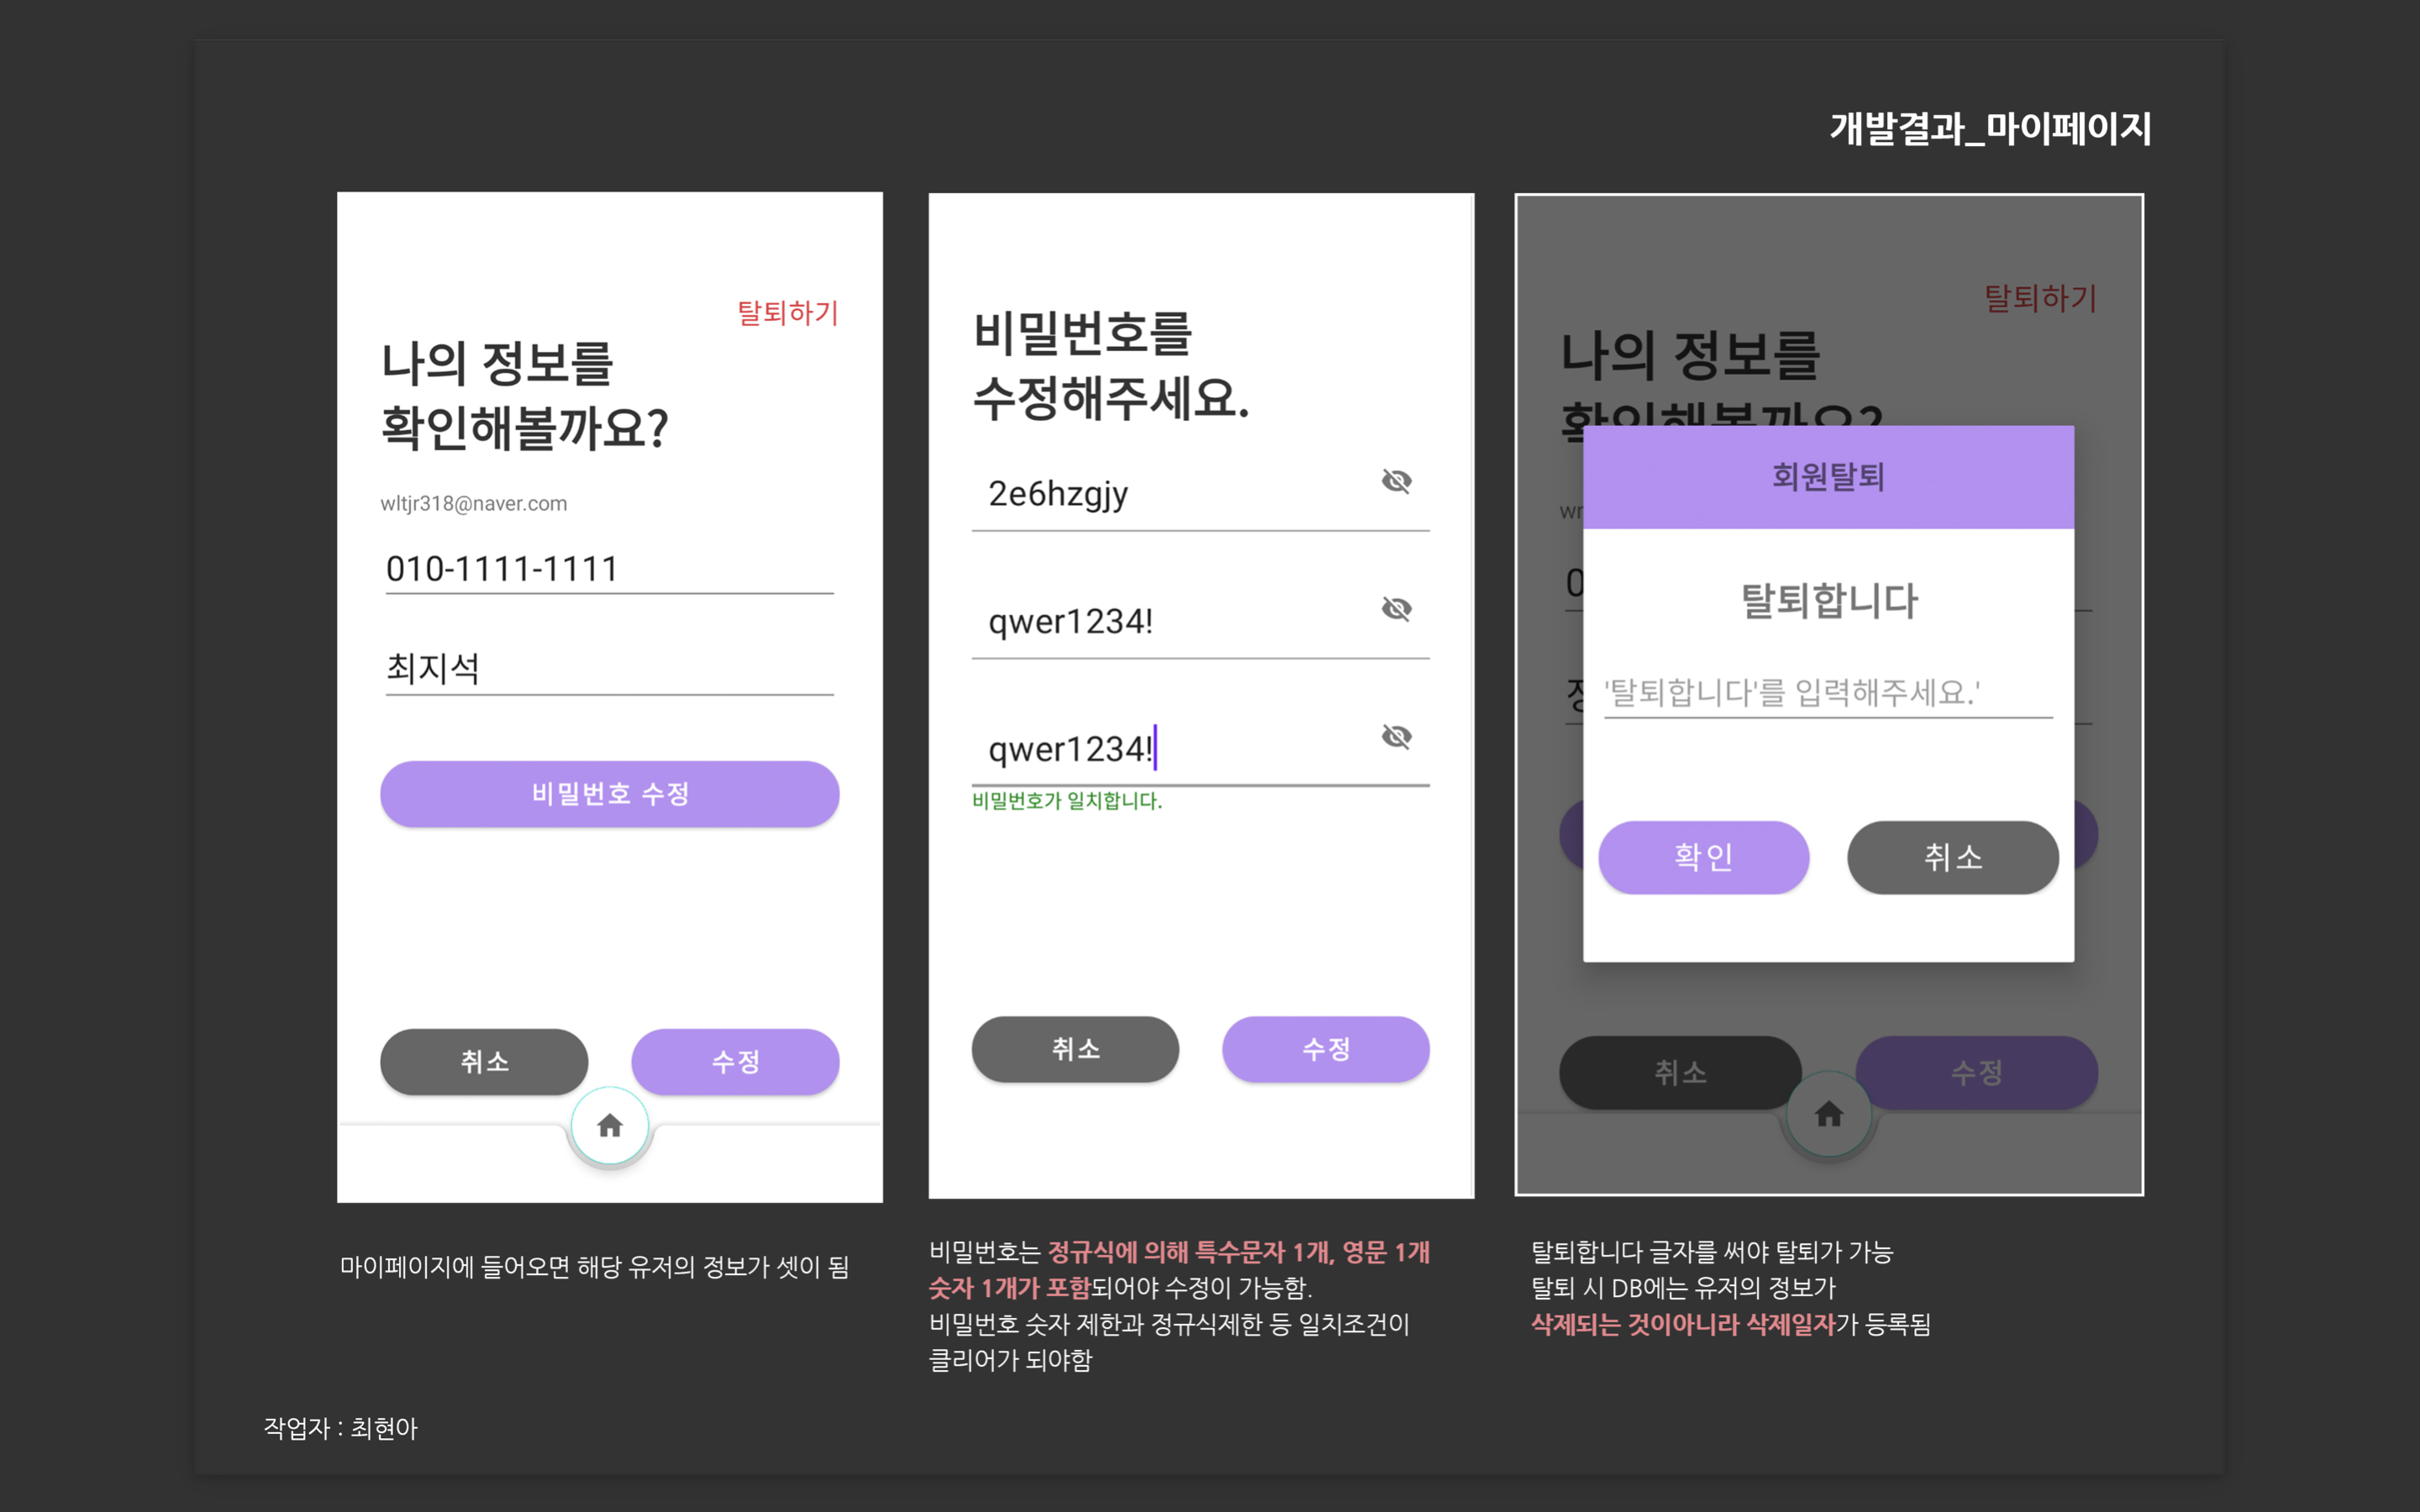 개발결과_마이페이지
탈퇴하기
나의 정보를
확인해볼까요?
wltjr318@naver.com
010-1111-1111
최지석
비밀번호 수정
취소
수정
마이페이지에 들어오면 해당 유저의 정보가 셋이 됨
비밀번호를
수정해주세요.
2e6hzgjy
qwer1234!
qwer1234!
비밀번호가 일치합니다.
취소
수정
비밀번호는 정규식에 의해 특수문자 1개, 영문 1개
숫자 1개가 포함되어야 수정이 가능함.
비밀번호 숫자 제한과 정규식제한 등 일치조건이
클리어가 되야함
탈퇴하기
나의 정보를
확인해볼까요?
회원탈퇴
탈퇴합니다
'탈퇴합니다'를 입력해주세요.'
확인
취소
취소
수정
탈퇴합니다 글자를 써야 탈퇴가 가능
탈퇴 시 DB에는 유저의 정보가
삭제되는 것이아니라 삭제일자가 등록됨
작업자 : 최현아